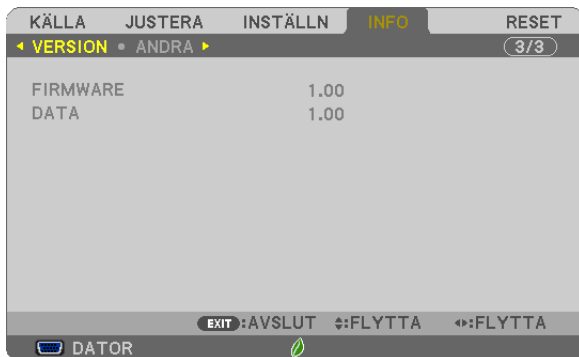 KÄLLA JUSTERA INSTÄLLN INFO RESET
VERSION • ANDRA 3/3
FIRMWARE 1.00
DATA 1.00
EXIT :AVSLUT :FLYTTA :FLYTTA
DATOR